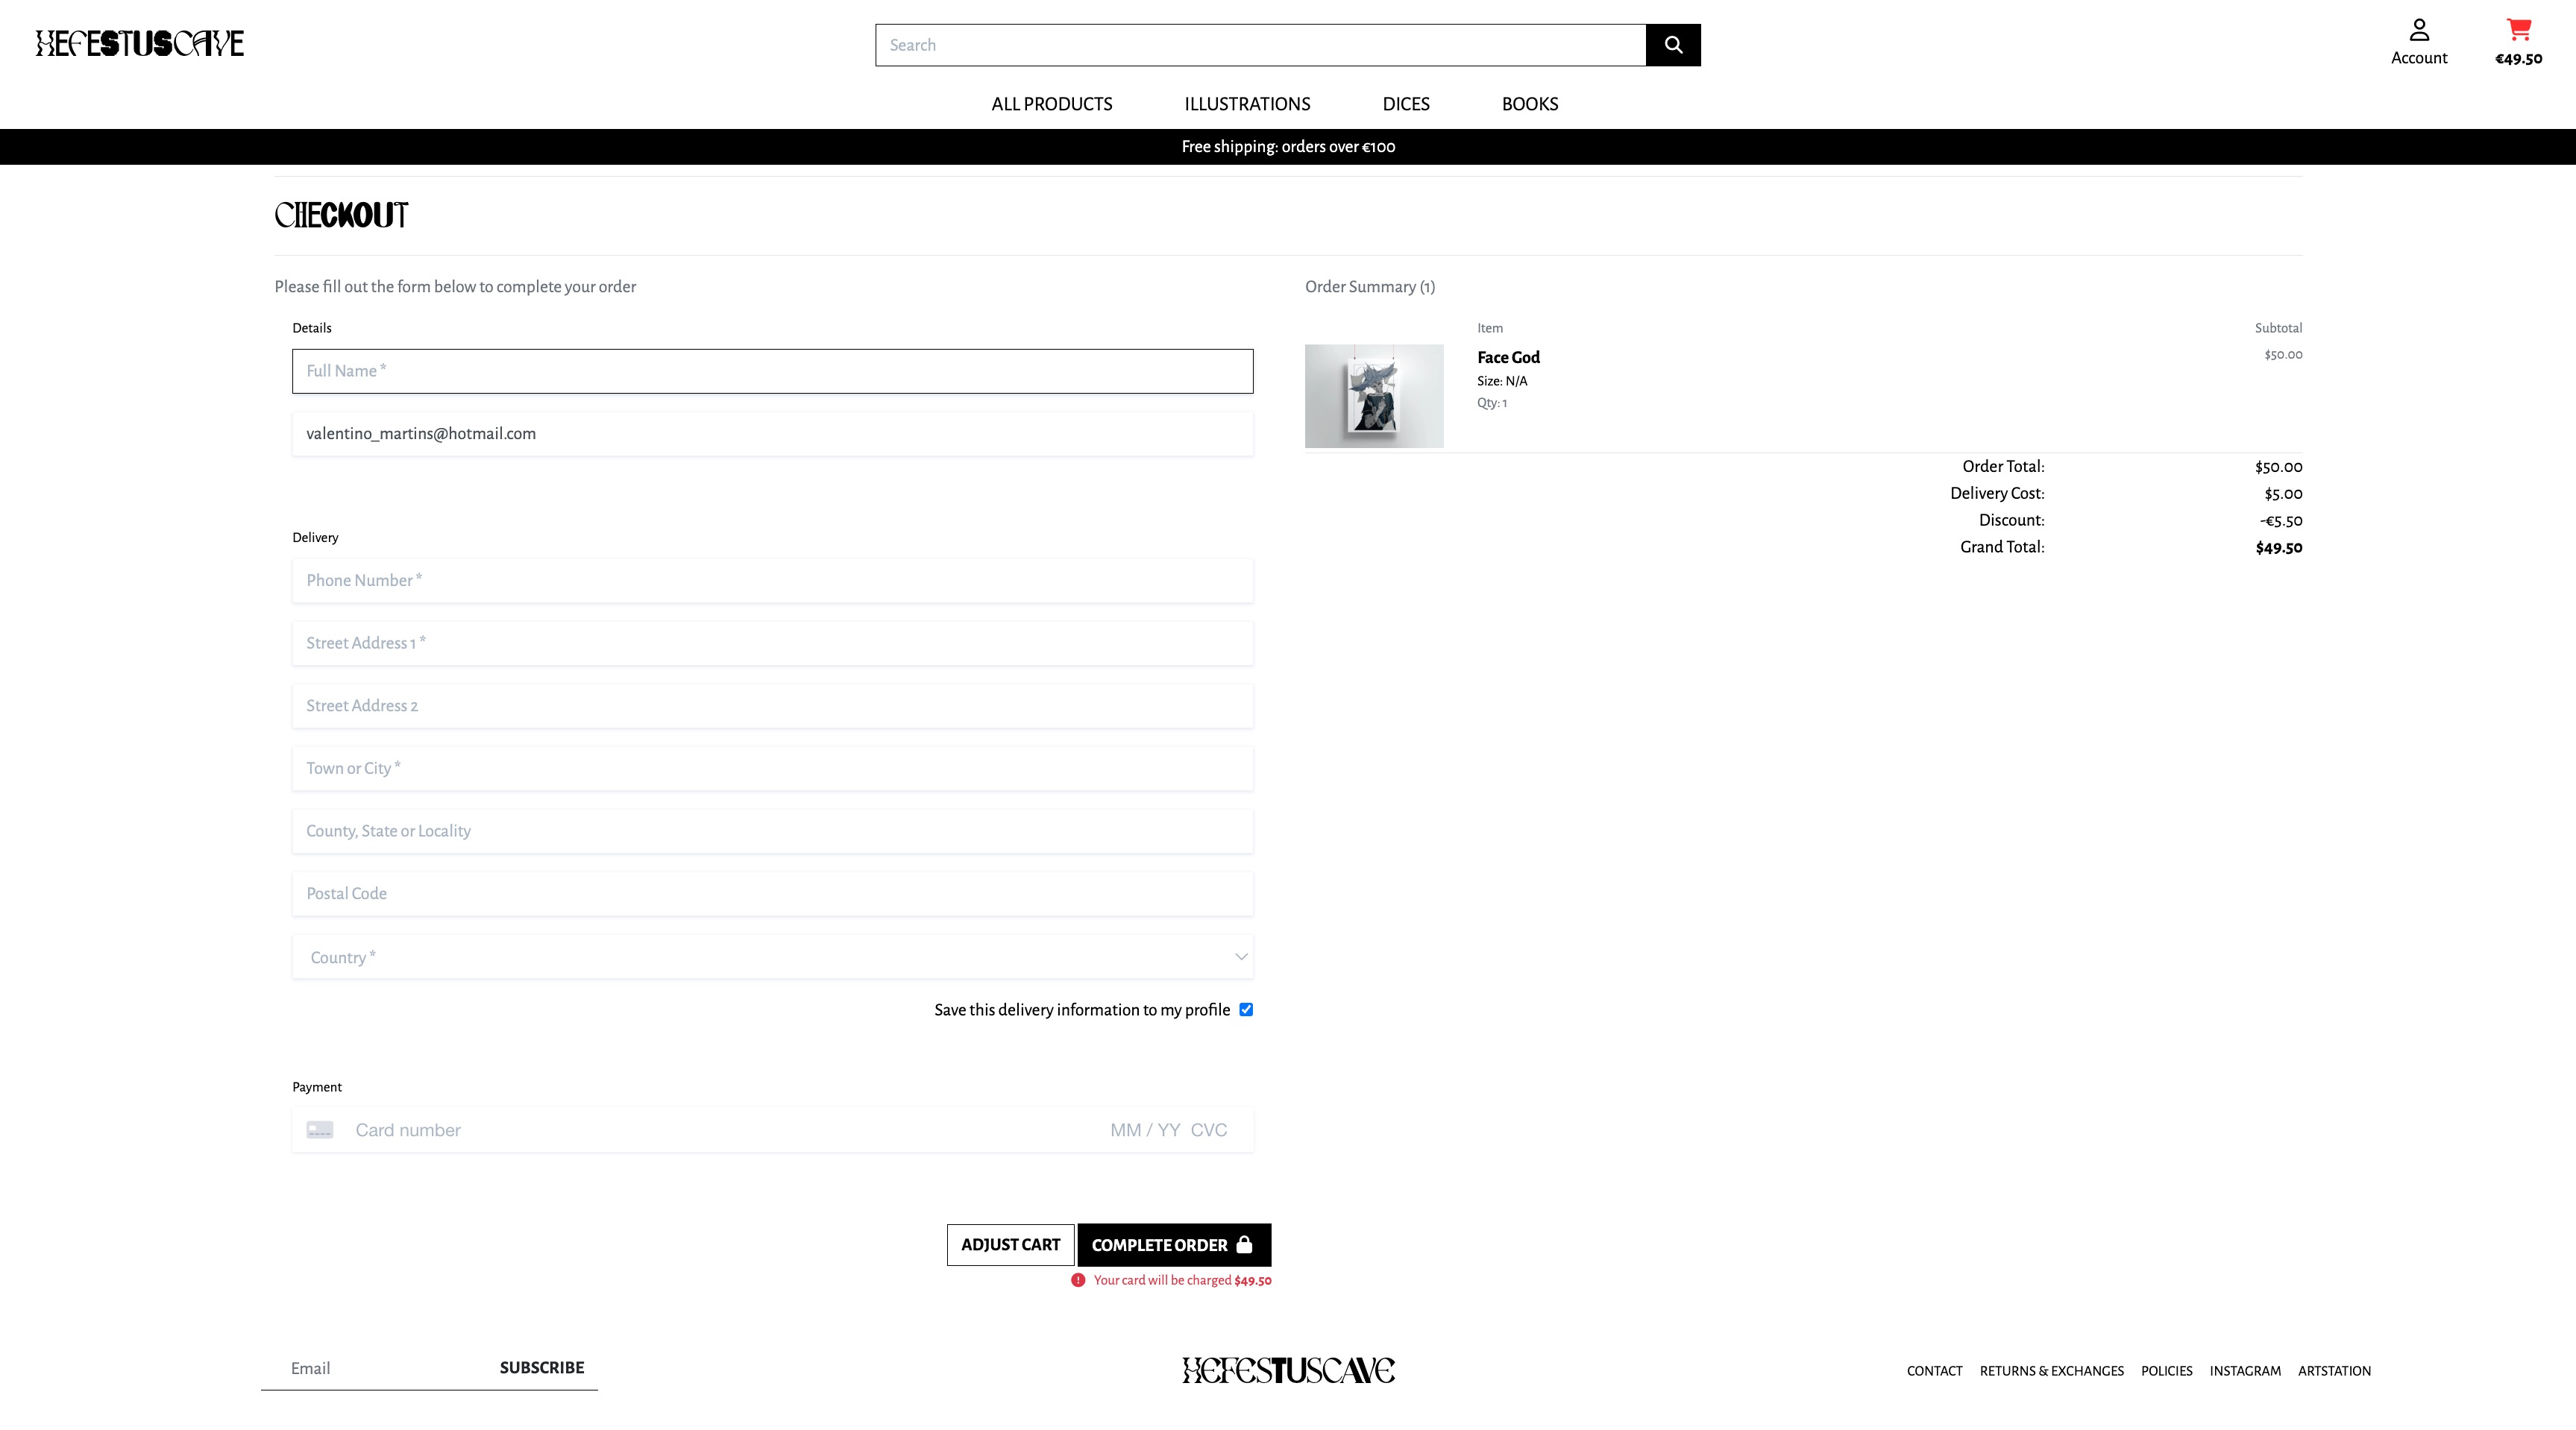 HEFESTUSCAVE
Search
Account
€49.50
ALL PRODUCTS ILLUSTRATIONS DICES BOOKS
Free shipping: orders over €100
CHECKOUT
Please fill out the form below to complete your order
Details
Full Name *
valentino_martins@hotmail.com
Delivery
Phone Number *
Street Address 1 *
Street Address 2
Town or City *
County, State or Locality
Postal Code
Country *
Save this delivery information to my profile
Payment
Card number MM / YY CVC
ADJUST CART COMPLETE ORDER
Your card will be charged $49.50
Order Summary (1)
Item Subtotal
Face God $50.00
Size: N/A
Qty: 1
Order Total: $50.00
Delivery Cost: $5.00
Discount: -€5.50
Grand Total: $49.50
Email SUBSCRIBE
HEFESTUSCAVE
CONTACT RETURNS & EXCHANGES POLICIES INSTAGRAM ARTSTATION